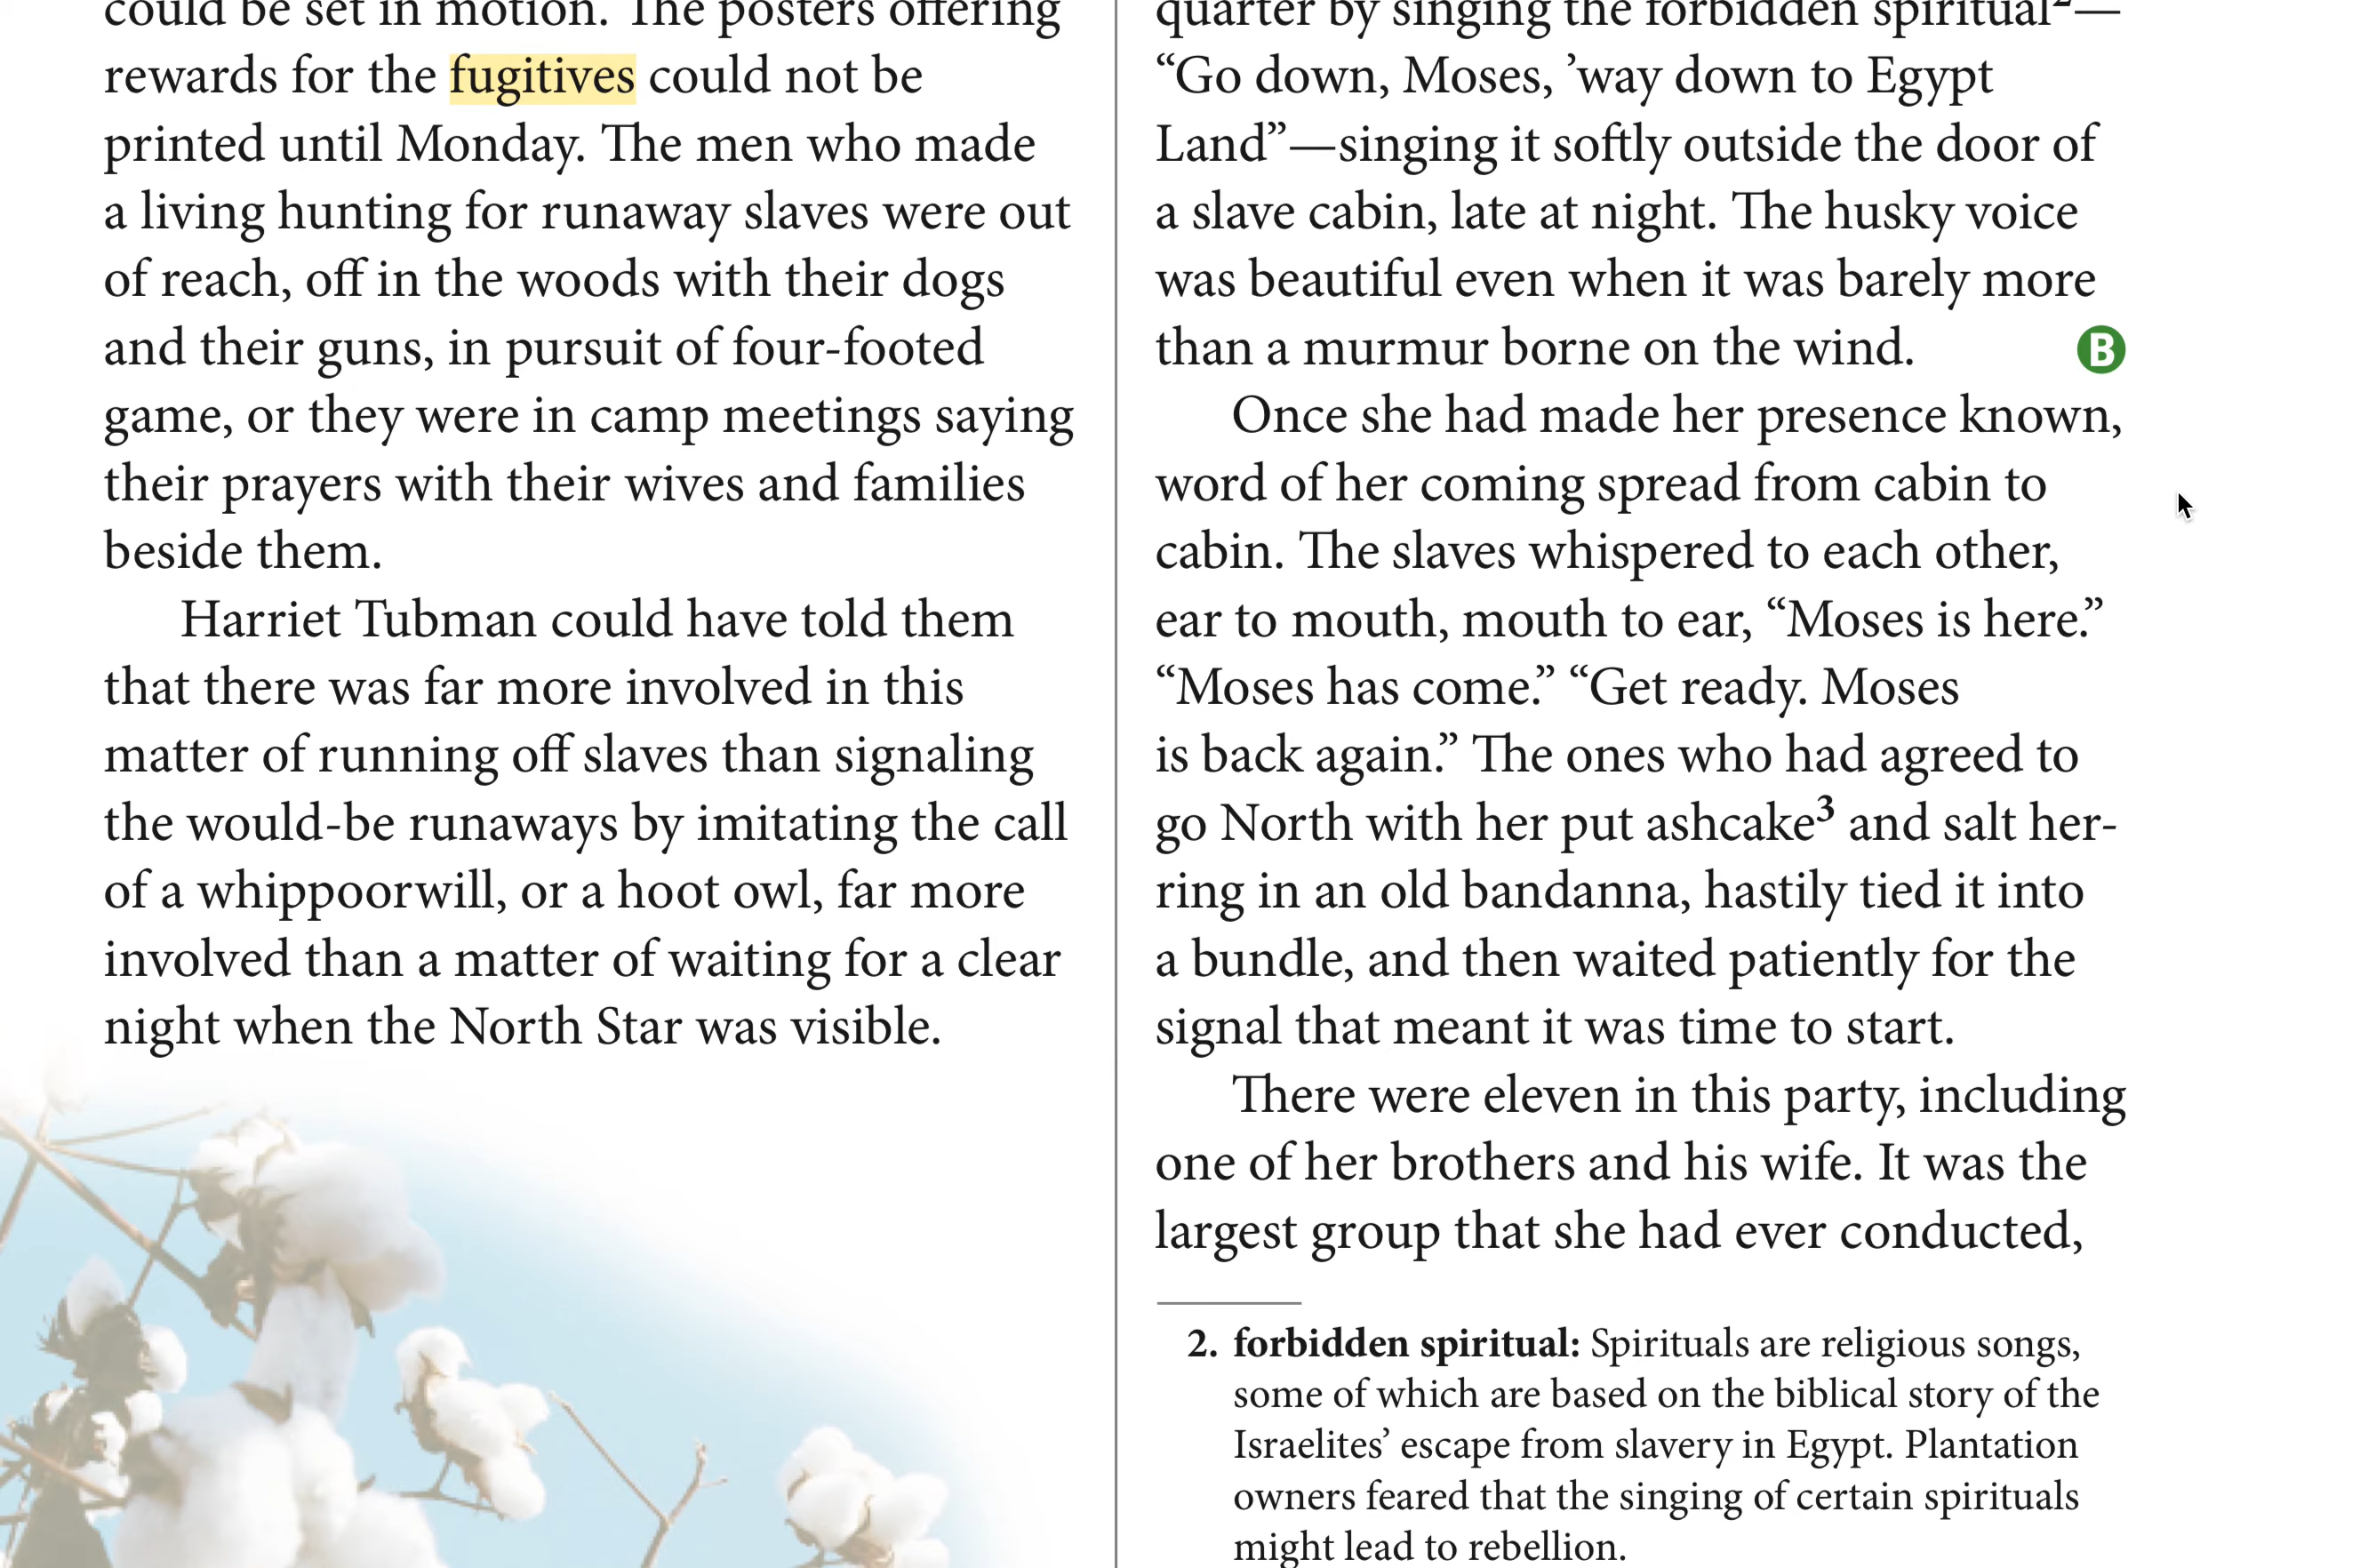 could be set in motion. The posters offering
rewards for the fugitives could not be
printed until Monday. The men who made
a living hunting for runaway slaves were out
of reach, off in the woods with their dogs
and their guns, in pursuit of four-footed
game, or they were in camp meetings saying
their prayers with their wives and families
beside them.
Harriet Tubman could have told them
that there was far more involved in this
matter of running off slaves than signaling
the would-be runaways by imitating the call
of a whippoorwill, or a hoot owl, far more
involved than a matter of waiting for a clear
night when the North Star was visible.
quarter by singing the forbidden spiritual²—
“Go down, Moses, ’way down to Egypt
Land”—singing it softly outside the door of
a slave cabin, late at night. The husky voice
was beautiful even when it was barely more
than a murmur borne on the wind. B
Once she had made her presence known,
word of her coming spread from cabin to
cabin. The slaves whispered to each other,
ear to mouth, mouth to ear, “Moses is here.”
“Moses has come.” “Get ready. Moses
is back again.” The ones who had agreed to
go North with her put ashcake³ and salt her-
ring in an old bandanna, hastily tied it into
a bundle, and then waited patiently for the
signal that meant it was time to start.
There were eleven in this party, including
one of her brothers and his wife. It was the
largest group that she had ever conducted,
2. forbidden spiritual: Spirituals are religious songs,
some of which are based on the biblical story of the
Israelites’ escape from slavery in Egypt. Plantation
owners feared that the singing of certain spirituals
might lead to rebellion.